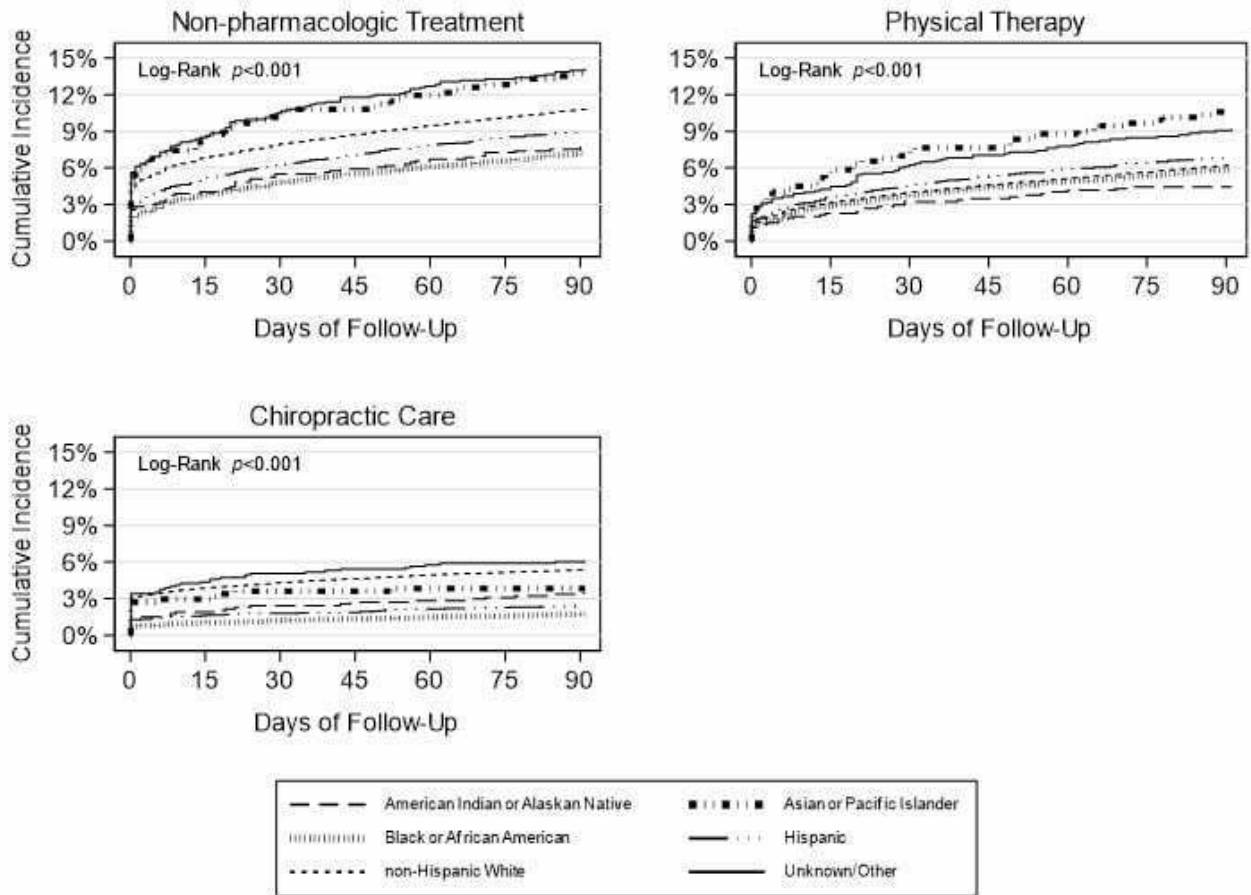 Non-pharmacologic Treatment
Cumulative Incidence
15%
12%
9%
6%
3%
0%
Log-Rank p<0.001
0 15 30 45 60 75 90
Days of Follow-Up
Physical Therapy
15%
12%
9%
6%
3%
0%
Log-Rank p<0.001
0 15 30 45 60 75 90
Days of Follow-Up
Chiropractic Care
Cumulative Incidence
15%
12%
9%
6%
3%
0%
Log-Rank p<0.001
0 15 30 45 60 75 90
Days of Follow-Up
American Indian or Alaskan Native
Asian or Pacific Islander
Black or African American
Hispanic
non-Hispanic White
Unknown/Other